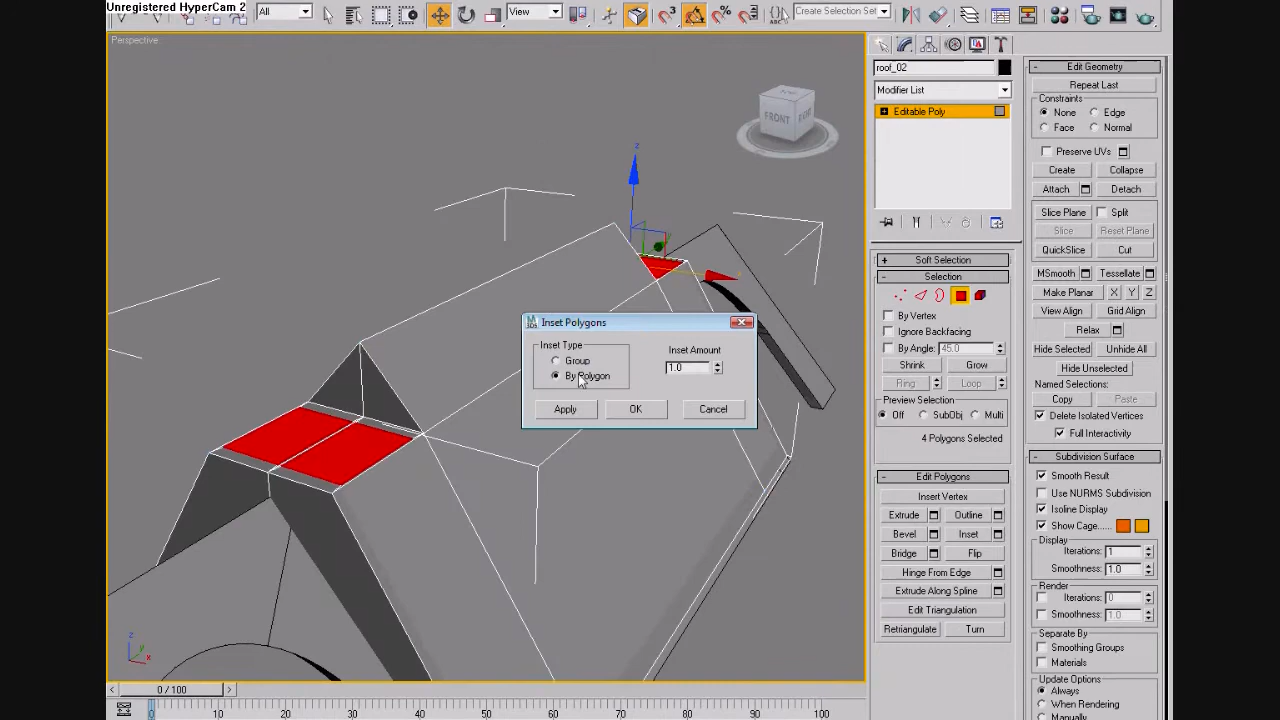 Unregistered HyperCam 2
All
View
Create Selection Set
Perspective
FRONT
z
x
z
y
x
Inset Polygons
Inset Type
Group
By Polygon
Inset Amount
1.0
Apply
OK
Cancel
roof_02
Modifier List
Editable Poly
Soft Selection
Selection
By Vertex
Ignore Backfacing
By Angle: 45.0
Shrink
Grow
Ring
Loop
Preview Selection
Off
SubObj
Multi
4 Polygons Selected
Edit Polygons
Insert Vertex
Extrude
Outline
Bevel
Inset
Bridge
Flip
Hinge From Edge
Extrude Along Spline
Edit Triangulation
Retriangulate
Turn
Edit Geometry
Repeat Last
Constraints
None
Edge
Face
Normal
Preserve UVs
Create
Collapse
Attach
Detach
Slice Plane
Split
Slice
Reset Plane
QuickSlice
Cut
MSmooth
Tessellate
Make Planar
X
Y
Z
View Align
Grid Align
Relax
Hide Selected
Unhide All
Hide Unselected
Named Selections:
Copy
Paste
Delete Isolated Vertices
Full Interactivity
Subdivision Surface
Smooth Result
Use NURMS Subdivision
Isoline Display
Show Cage......
Display
Iterations: 1
Smoothness: 1.0
Render
Iterations: 0
Smoothness: 1.0
Separate By
Smoothing Groups
Materials
Update Options
Always
When Rendering
Manually
0 / 100
0
10
20
30
40
50
60
70
80
90
100